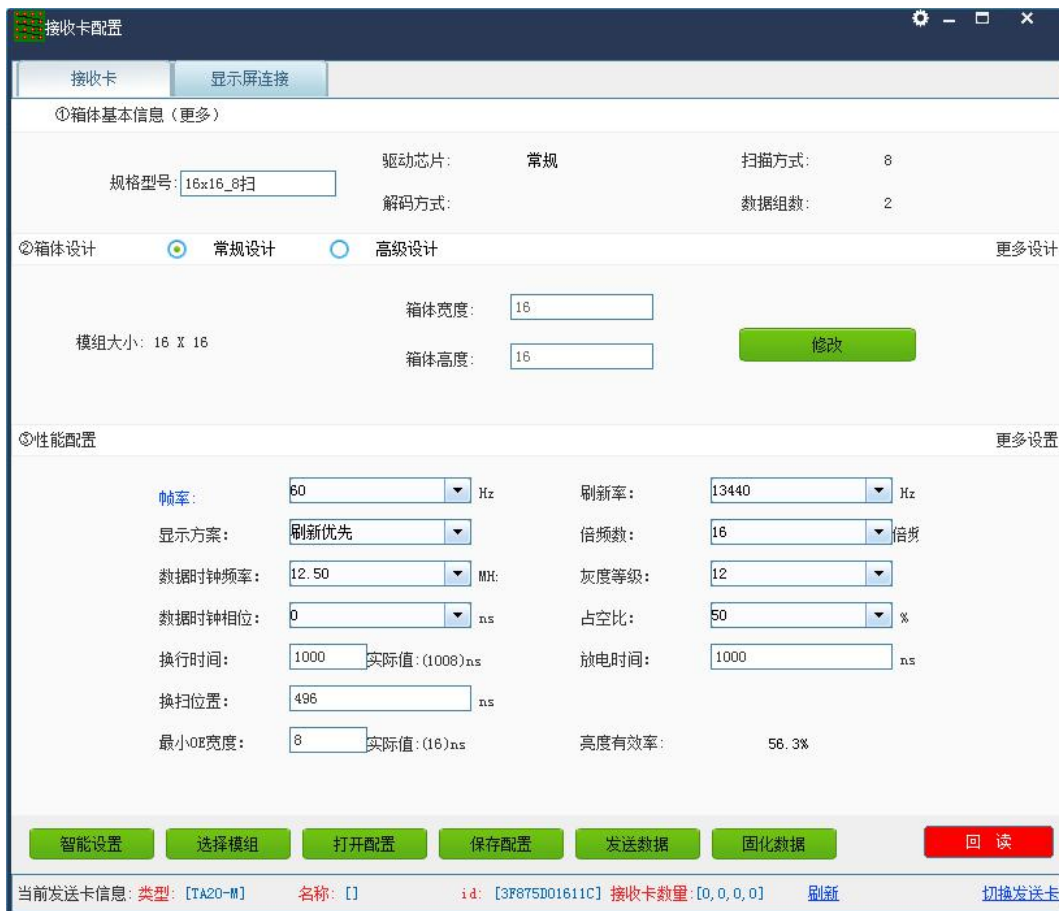 接收卡配置
接收卡 显示屏连接
①箱体基本信息（更多）
驱动芯片: 常规 扫描方式: 8
规格型号: 16x16_8扫
解码方式: 数据组数: 2
②箱体设计 常规设计 高级设计 更多设计
箱体宽度: 16
模组大小: 16 X 16 修改
箱体高度: 16
③性能配置 更多设置
帧率: 60 Hz 刷新率: 13440 Hz
显示方案: 刷新优先 倍频数: 16 倍频
数据时钟频率: 12.50 MH: 灰度等级: 12
数据时钟相位: 0 ns 占空比: 50 %
换行时间: 1000 实际值:(1008)ns 放电时间: 1000 ns
换扫位置: 496 ns
最小OE宽度: 8 实际值:(16)ns 亮度有效率: 56.3%
智能设置 选择模组 打开配置 保存配置 发送数据 固化数据 回 读
当前发送卡信息: 类型: [TA20-M] 名称: [] id: [3F875D01611C] 接收卡数量:[0,0,0,0] 刷新 切换发送卡